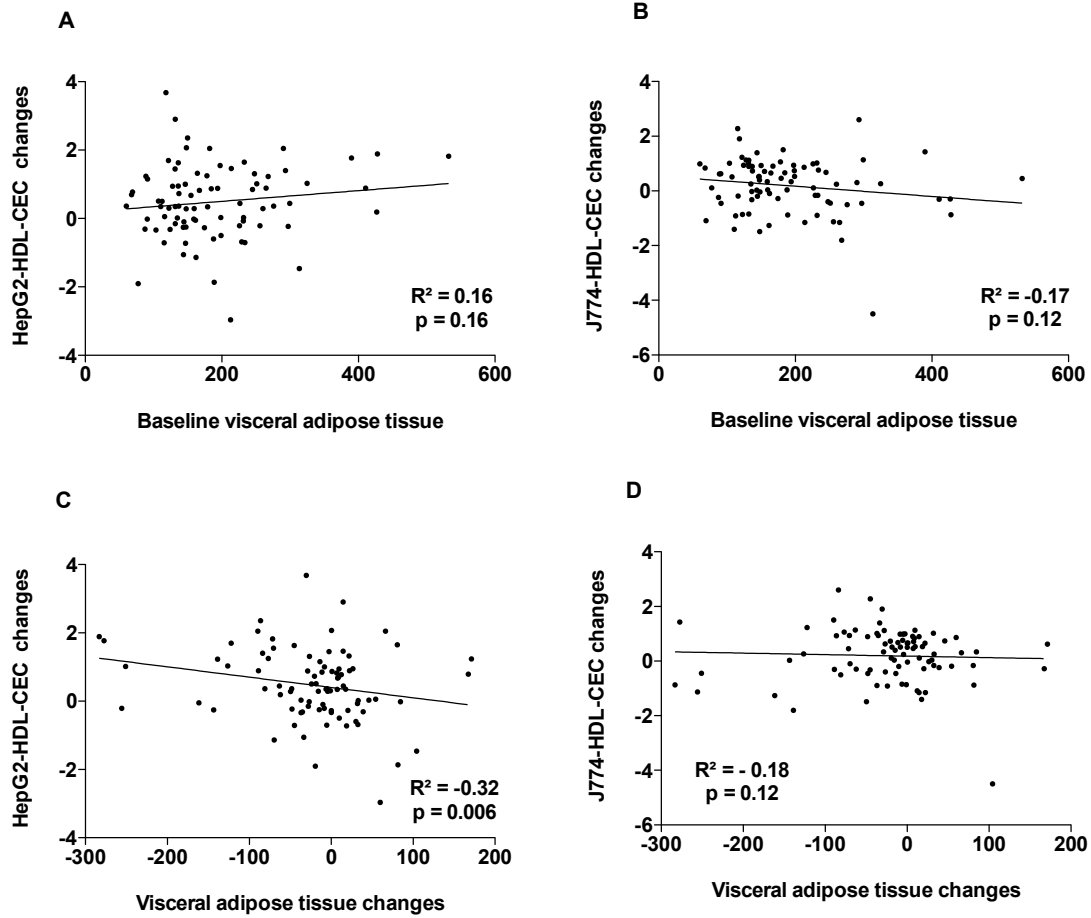 A
HepG2-HDL-CEC changes
4
2
0
-2
-4
R² = 0.16
p = 0.16
0
200
400
600
Baseline visceral adipose tissue
B
J774-HDL-CEC changes
4
2
0
-2
-4
-6
R² = -0.17
p = 0.12
0
200
400
600
Baseline visceral adipose tissue
C
HepG2-HDL-CEC changes
4
2
0
-2
-4
R² = -0.32
p = 0.006
-300
-200
-100
0
100
200
Visceral adipose tissue changes
D
J774-HDL-CEC changes
4
2
0
-2
-4
-6
R² = - 0.18
p = 0.12
-300
-200
-100
0
100
200
Visceral adipose tissue changes